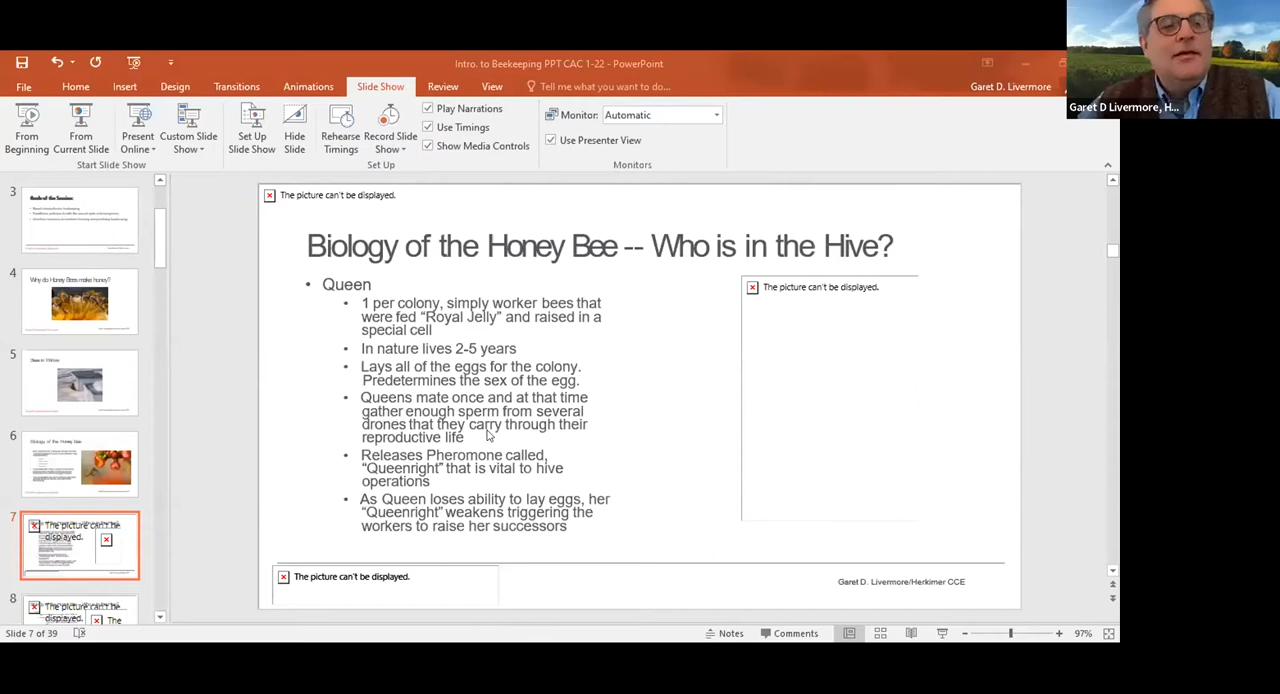 Intro. to Beekeeping PPT CAC 1-22 - PowerPoint
File Home Insert Design Transitions Animations Slide Show Review View Tell me what you want to do... Garet D. Livermore
Garet D Livermore, H...
From Beginning
From Current Slide
Present Online
Custom Slide Show
Set Up Slide Show
Hide Slide
Rehearse Timings
Record Slide Show
Play Narrations
Use Timings
Show Media Controls
Monitor: Automatic
Use Presenter View
Start Slide Show
Set Up
Monitors
3
4
Why do Honey Bees make honey?
5
6
Biology of the Honey Bee
7
The picture can't be displayed.
8
The picture can't be displayed.
The
The picture can't be displayed.
Biology of the Honey Bee -- Who is in the Hive?
• Queen
• 1 per colony, simply worker bees that
were fed “Royal Jelly” and raised in a
special cell
• In nature lives 2-5 years
• Lays all of the eggs for the colony.
Predetermines the sex of the egg.
• Queens mate once and at that time
gather enough sperm from several
drones that they carry through their
reproductive life
• Releases Pheromone called,
“Queenright” that is vital to hive
operations
• As Queen loses ability to lay eggs, her
“Queenright” weakens triggering the
workers to raise her successors
The picture can't be displayed.
The picture can't be displayed.
Garet D. Livermore/Herkimer CCE
Slide 7 of 39
Notes
Comments
97%